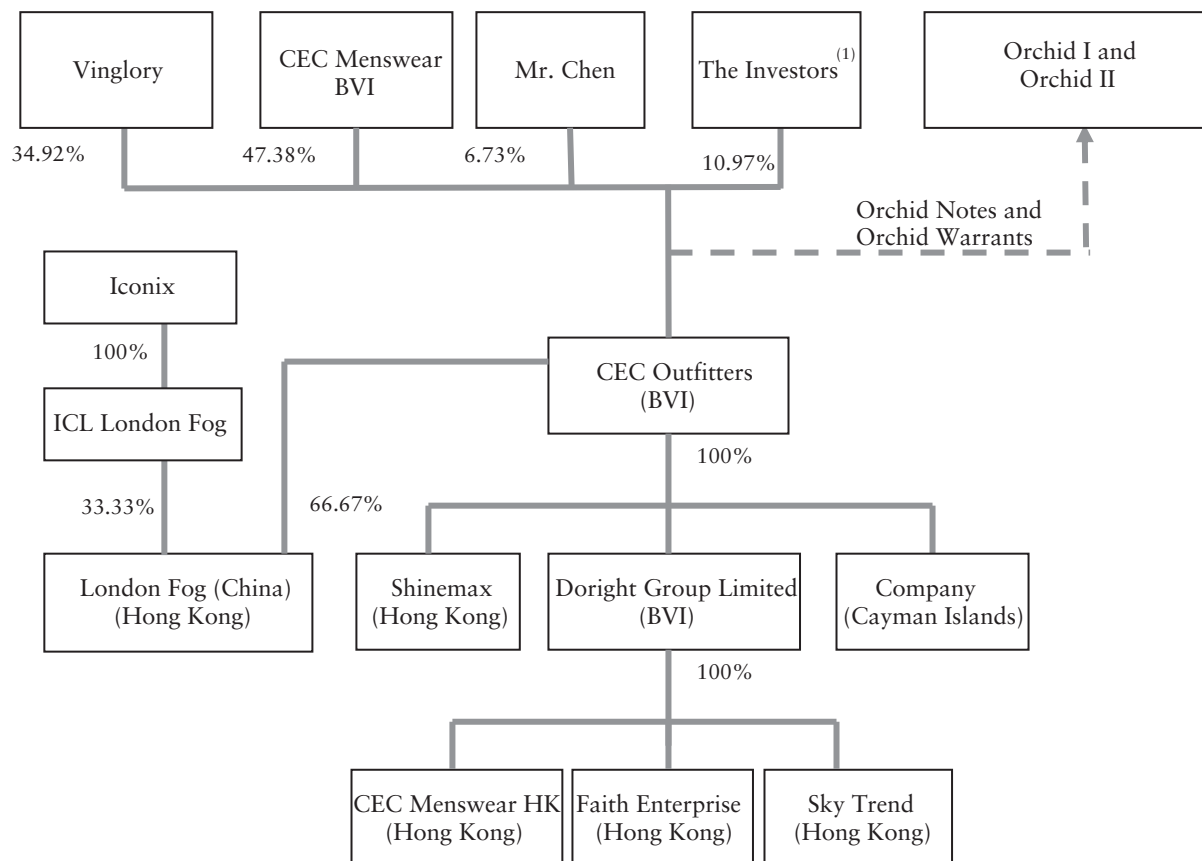 Vinglory
CEC Menswear
BVI
Mr. Chen
The Investors(1)
Orchid I and
Orchid II
34.92%
47.38%
6.73%
10.97%
Orchid Notes and
Orchid Warrants
Iconix
100%
CEC Outfitters
(BVI)
ICL London Fog
100%
33.33%
66.67%
London Fog (China)
(Hong Kong)
Shinemax
(Hong Kong)
Doright Group Limited
(BVI)
Company
(Cayman Islands)
100%
CEC Menswear HK
(Hong Kong)
Faith Enterprise
(Hong Kong)
Sky Trend
(Hong Kong)